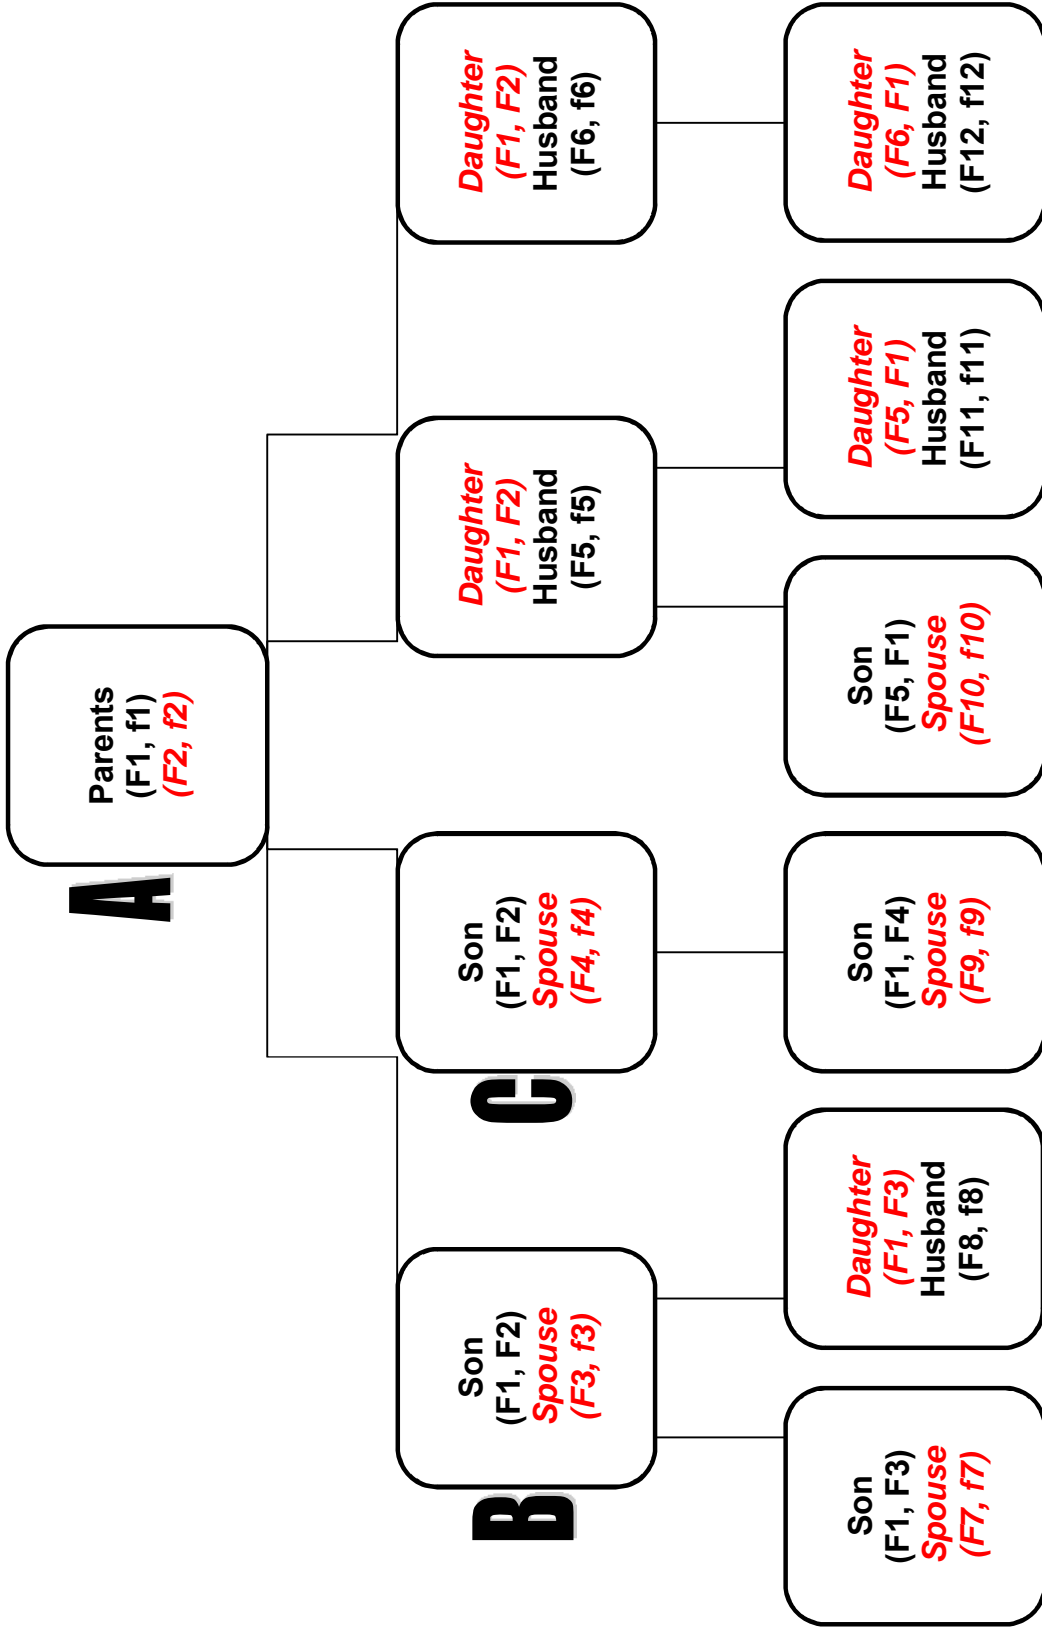 A
Parents
(F1, f1)
(F2, f2)
B
Son
(F1, F2)
Spouse
(F3, f3)
C
Son
(F1, F2)
Spouse
(F4, f4)
Daughter
(F1, F2)
Husband
(F5, f5)
Daughter
(F1, F2)
Husband
(F6, f6)
Son
(F1, F3)
Spouse
(F7, f7)
Daughter
(F1, F3)
Husband
(F8, f8)
Son
(F1, F4)
Spouse
(F9, f9)
Son
(F5, F1)
Spouse
(F10, f10)
Daughter
(F5, F1)
Husband
(F11, f11)
Daughter
(F6, F1)
Husband
(F12, f12)